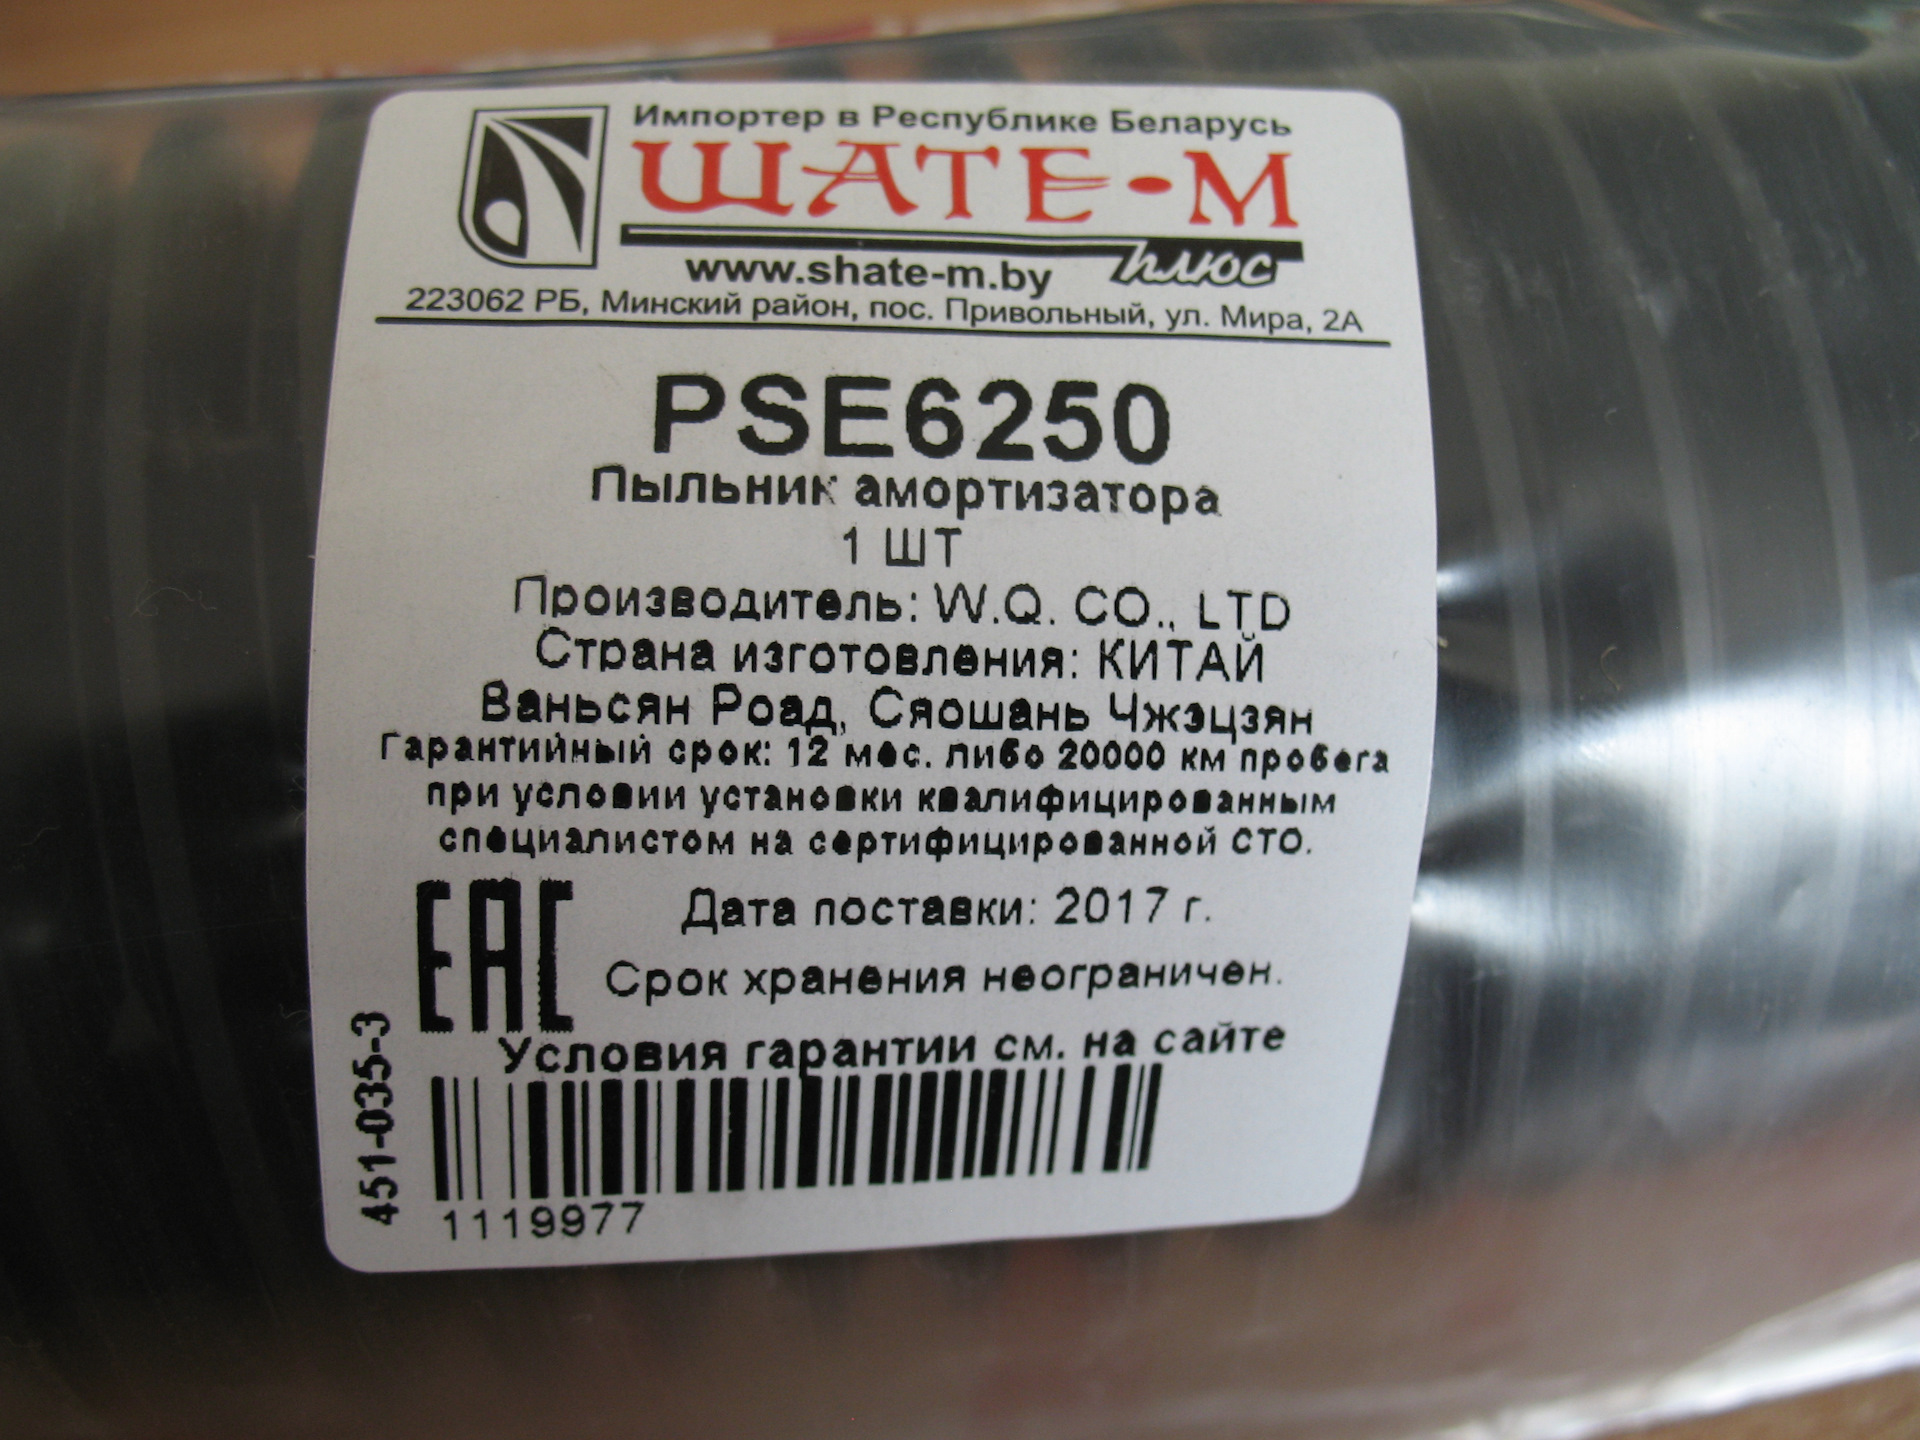 Импортер в Республике Беларусь
ШАТЕ-М
плюс
www.shate-m.by
223062 РБ, Минский район, пос. Привольный, ул. Мира, 2А
PSE6250
Пыльник амортизатора
1 ШТ
Производитель: W.Q. CO., LTD
Страна изготовления: КИТАЙ
Ваньсян Роад, Сяошань Чжэцзян
Гарантийный срок: 12 мес. либо 20000 км пробега
при условии установки квалифицированным
специалистом на сертифицированной СТО.
EAC
Дата поставки: 2017 г.
Срок хранения неограничен.
Условия гарантии см. на сайте
451-035-3
1119977